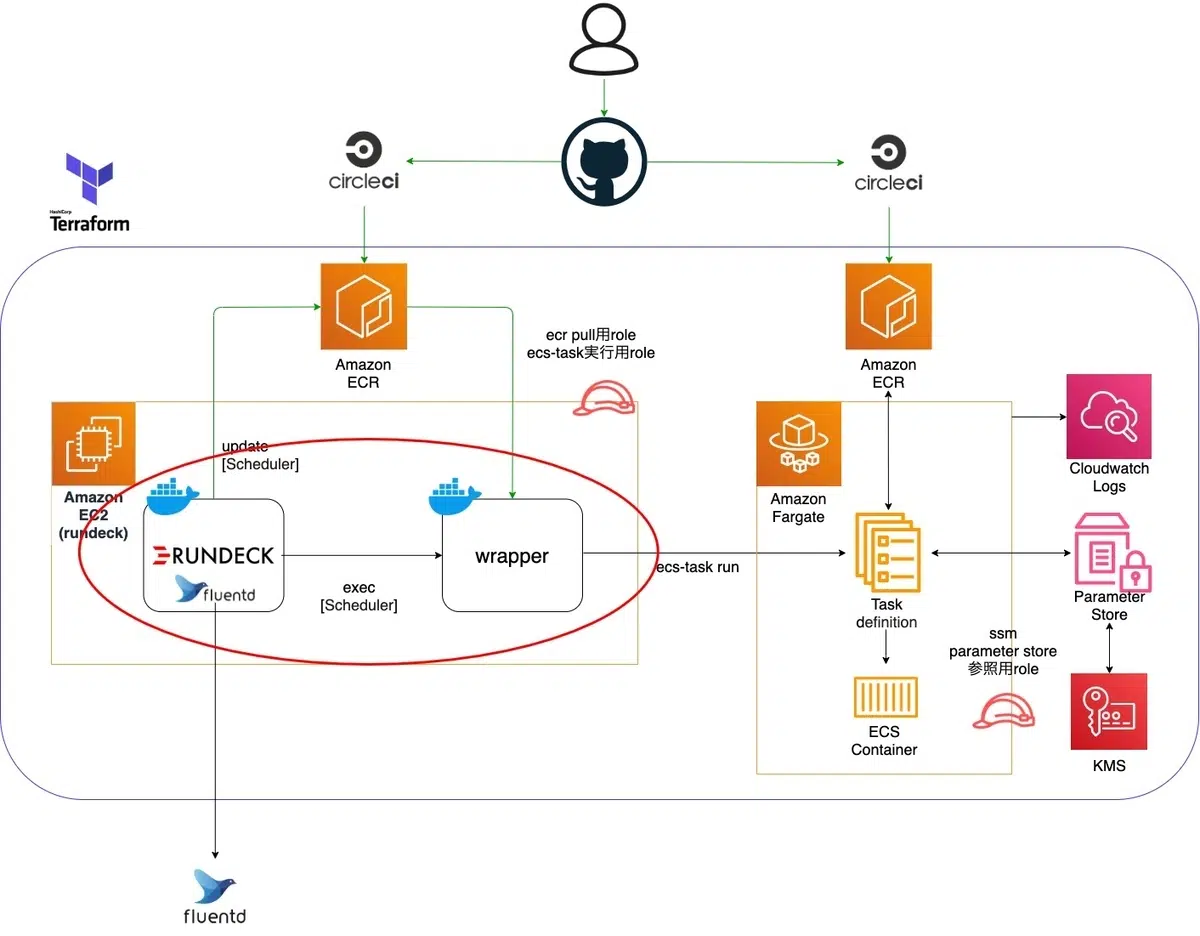 circleci
circleci
HashiCorp
Terraform
Amazon
ECR
ecr pull用role
ecs-task実行用role
Amazon
ECR
update
[Scheduler]
Amazon
EC2
(rundeck)
RUNDECK
fluentd
exec
[Scheduler]
wrapper
ecs-task run
Amazon
Fargate
Task
definition
ECS
Container
Cloudwatch
Logs
Parameter
Store
ssm
parameter store
参照用role
KMS
fluentd